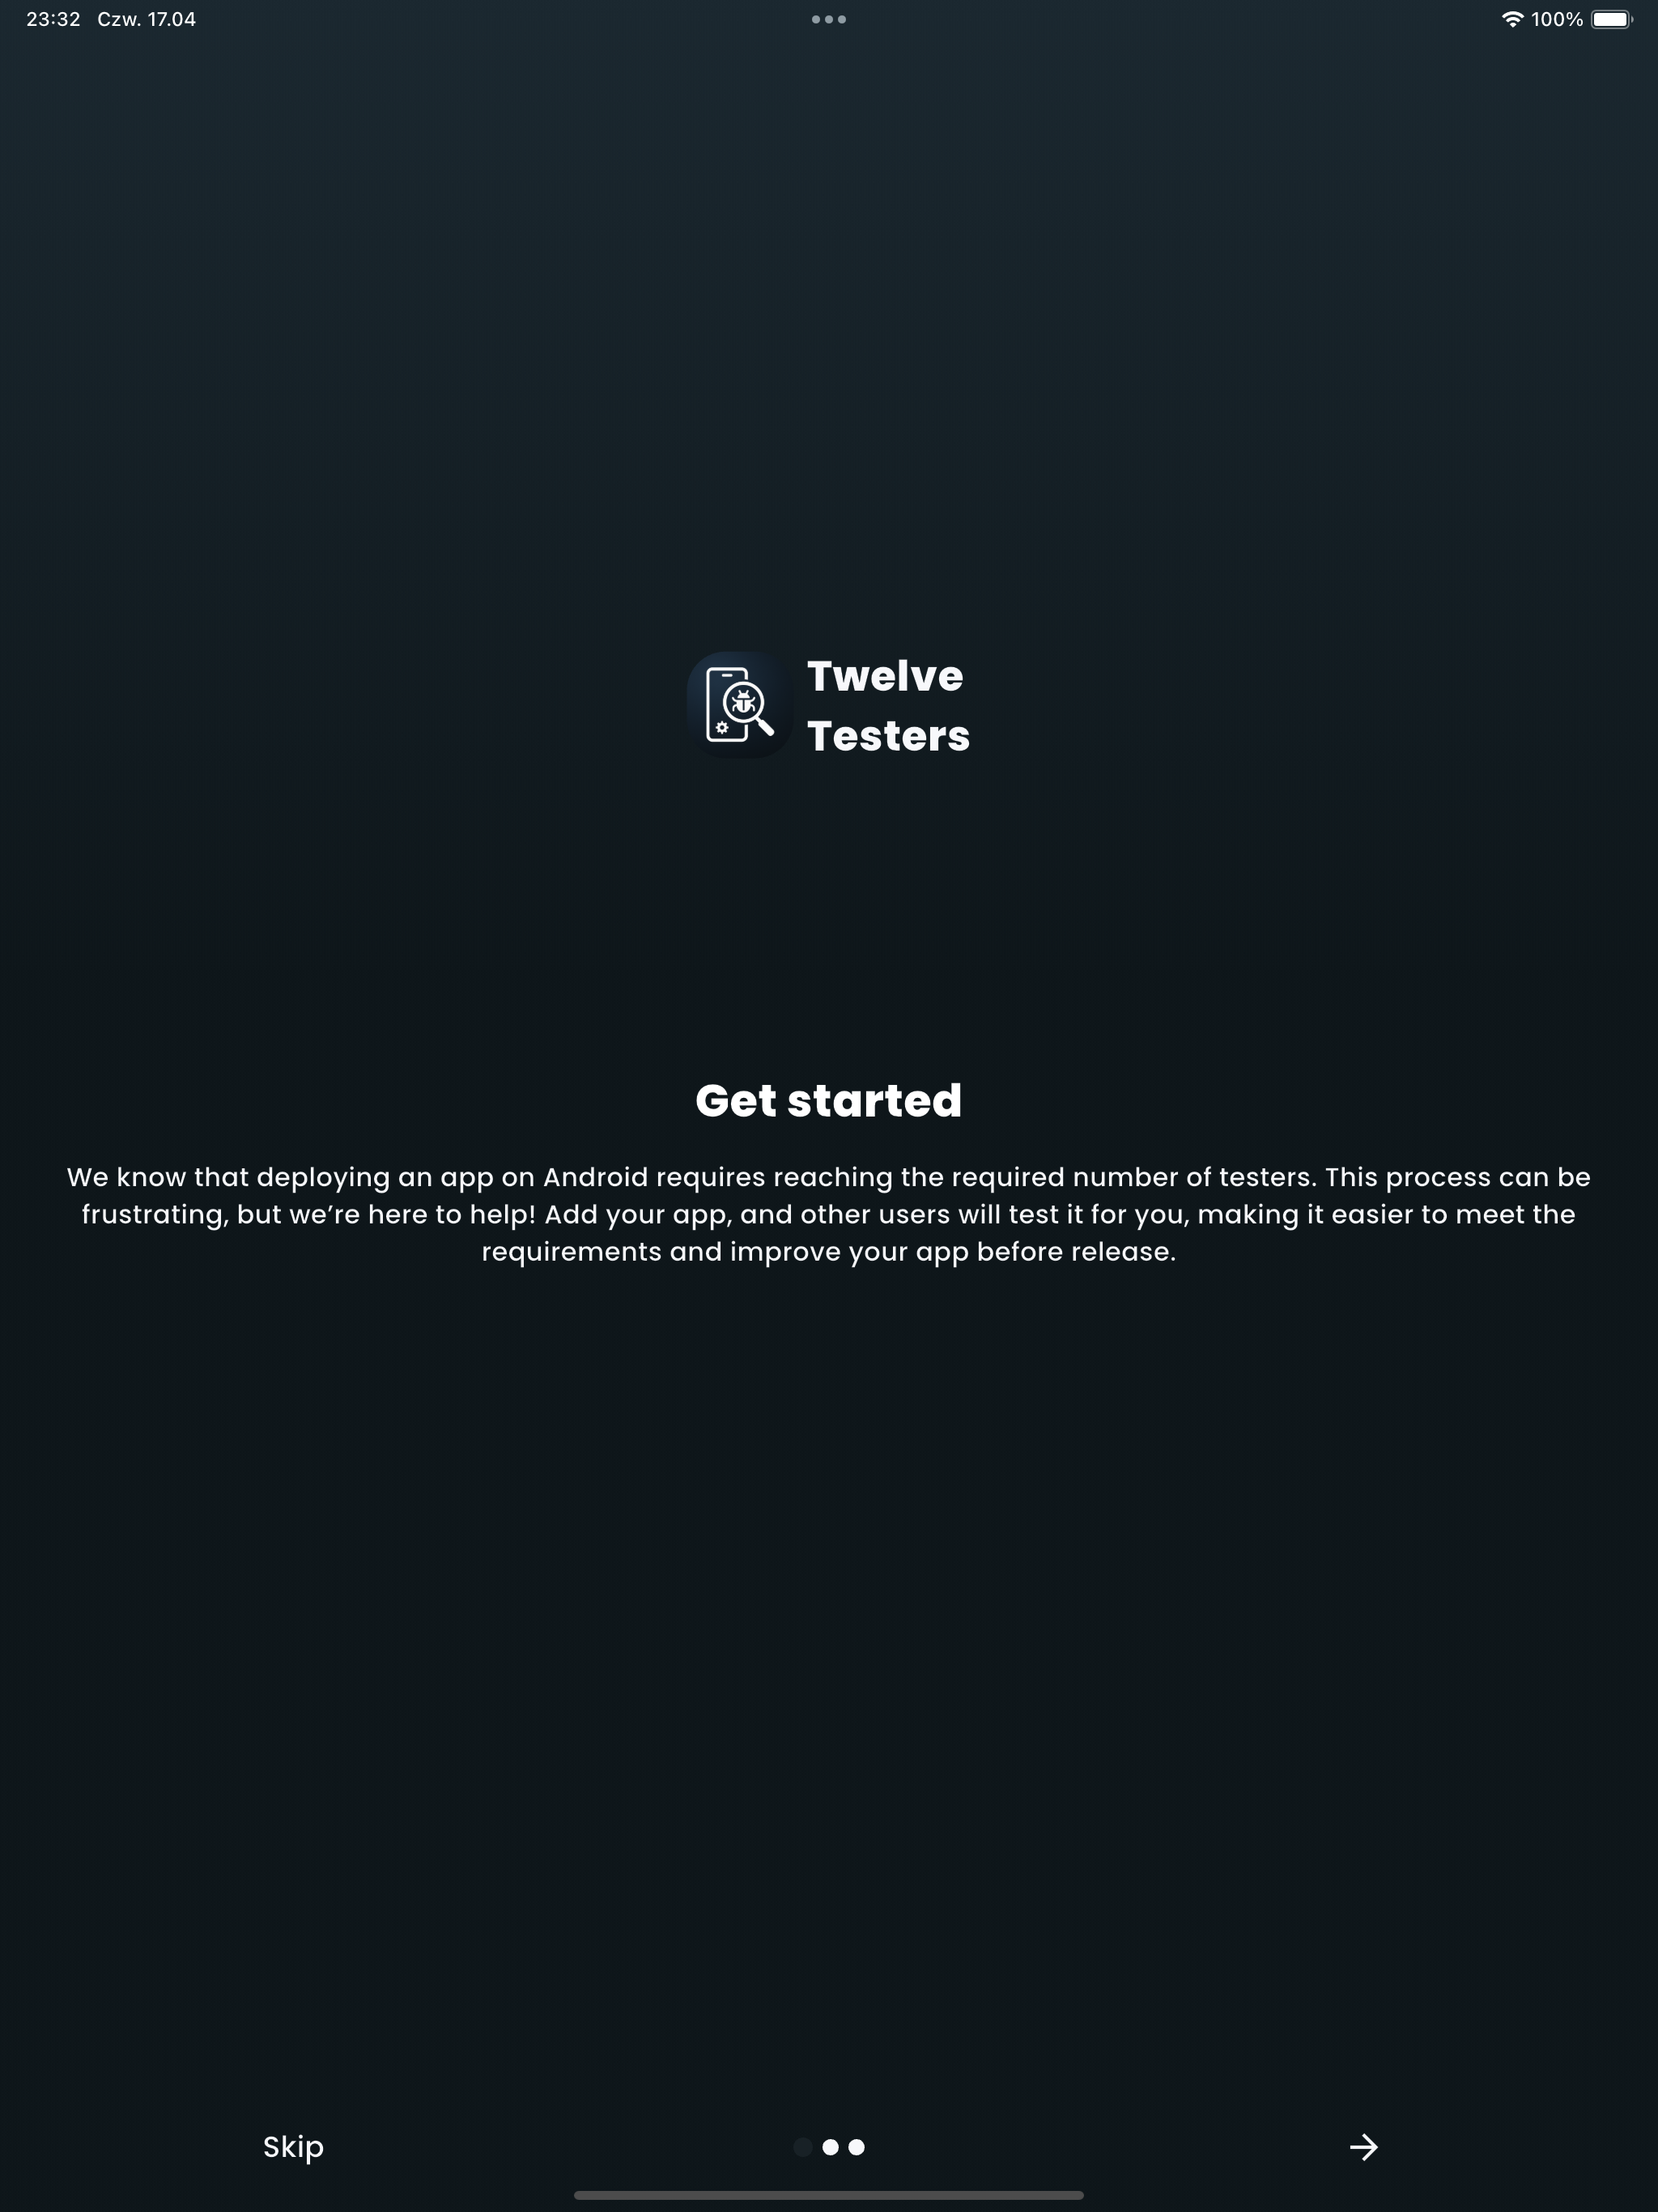 23:32 Czw. 17.04
100%
Twelve
Testers
Get started
We know that deploying an app on Android requires reaching the required number of testers. This process can be
frustrating, but we’re here to help! Add your app, and other users will test it for you, making it easier to meet the
requirements and improve your app before release.
Skip